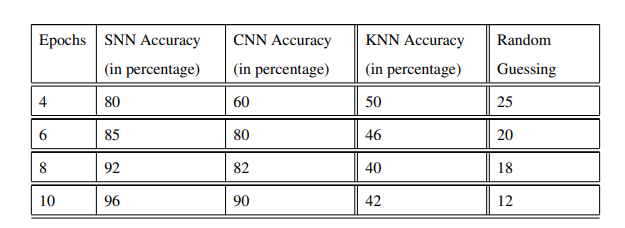 Epochs SNN Accuracy CNN Accuracy KNN Accuracy Random
(in percentage) (in percentage) (in percentage) Guessing
4 80 60 50 25
6 85 80 46 20
8 92 82 40 18
10 96 90 42 12